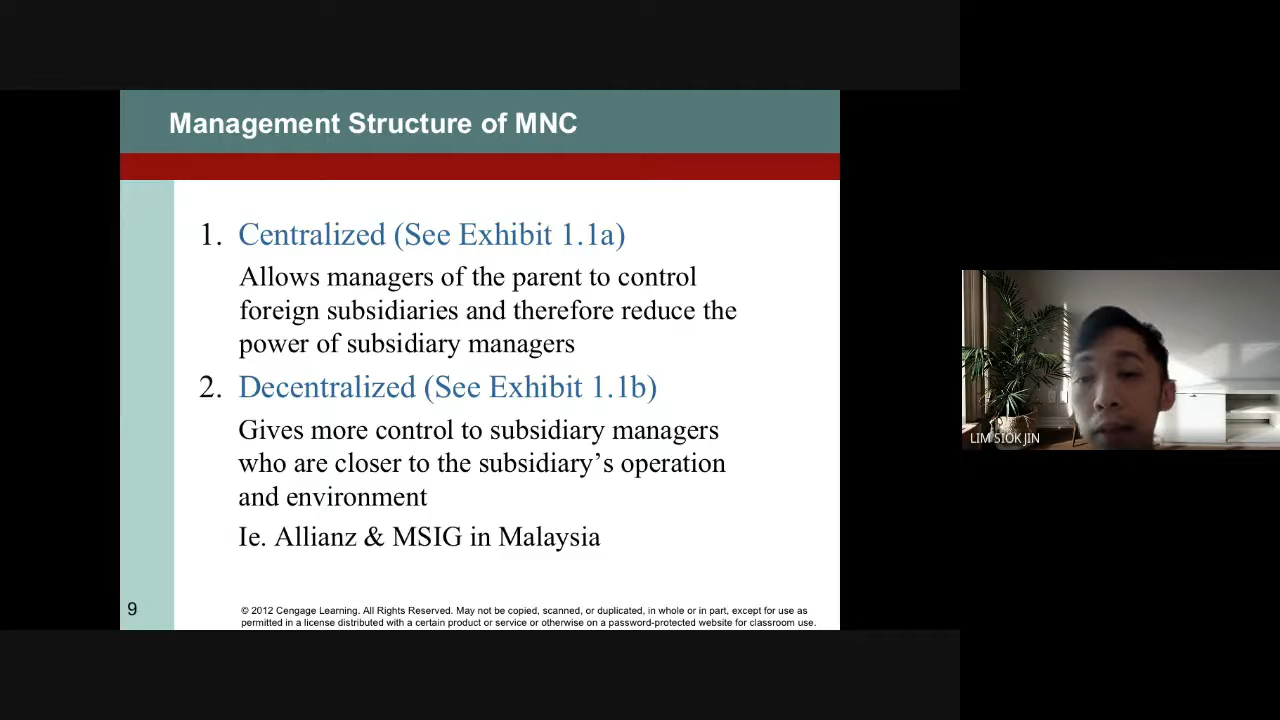 Management Structure of MNC
1. Centralized (See Exhibit 1.1a)
Allows managers of the parent to control
foreign subsidiaries and therefore reduce the
power of subsidiary managers
2. Decentralized (See Exhibit 1.1b)
Gives more control to subsidiary managers
who are closer to the subsidiary’s operation
and environment
Ie. Allianz & MSIG in Malaysia
9
© 2012 Cengage Learning. All Rights Reserved. May not be copied, scanned, or duplicated, in whole or in part, except for use as
permitted in a license distributed with a certain product or service or otherwise on a password-protected website for classroom use.
LIM SIOK JIN